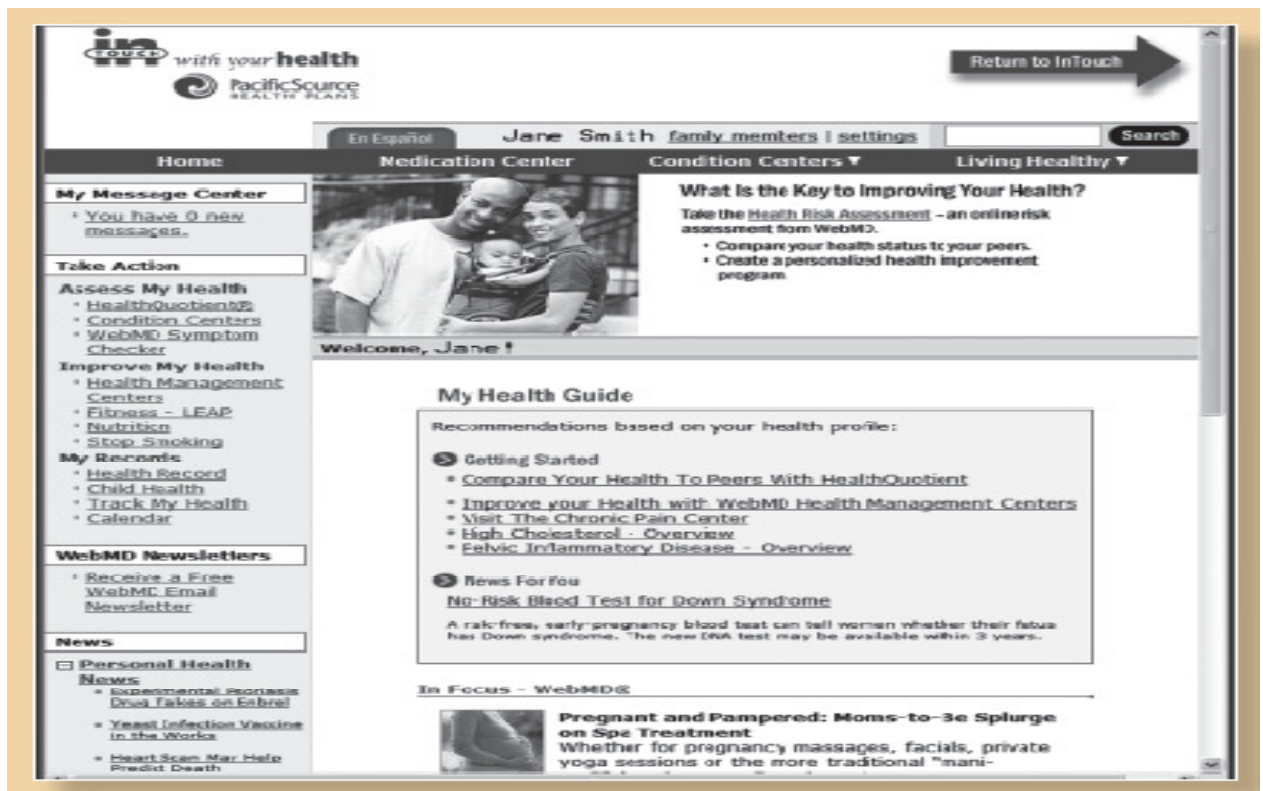 in
TOUCH
with your health
PacificSource
HEALTH PLANS
Return to InTouch
En Español
Jane Smith family members | settings
Search
Home
Medication Center
Condition Centers
Living Healthy
My Message Center
You have 0 new
messages.
Take Action
Assess My Health
HealthQuotient®
Condition Centers
WebMD Symptom
Checker
Improve My Health
Health Management
Centers
Fitness - LEAP
Nutrition
Stop Smoking
My Records
Health Record
Child Health
Track My Health
Calendar
WebMD Newsletters
Receive a Free
WebMD Email
Newsletter
News
Personal Health
News
Experimental Psoriasis
Drug Takes on Enbrel
Yeast Infection Vaccine
in the Works
Heart Scan May Help
Predict Death
What Is the Key to Improving Your Health?
Take the Health Risk Assessment – an online risk
assessment from WebMD.
• Compare your health status to your peers.
• Create a personalized health improvement
program
Welcome, Jane!
My Health Guide
Recommendations based on your health profile:
Getting Started
Compare Your Health To Peers With HealthQuotient
Improve your Health with WebMD Health Management Centers
Visit The Chronic Pain Center
High Cholesterol - Overview
Pelvic Inflammatory Disease - Overview
News For You
No-Risk Blood Test for Down Syndrome
A risk-free, early-pregnancy blood test can tell women whether their fetus
has Down syndrome. The new DNA test may be available within 3 years.
In Focus - WebMD®
Pregnant and Pampered: Moms-to-Be Splurge
on Spa Treatment
Whether for pregnancy massages, facials, private
yoga sessions or the more traditional "mani-